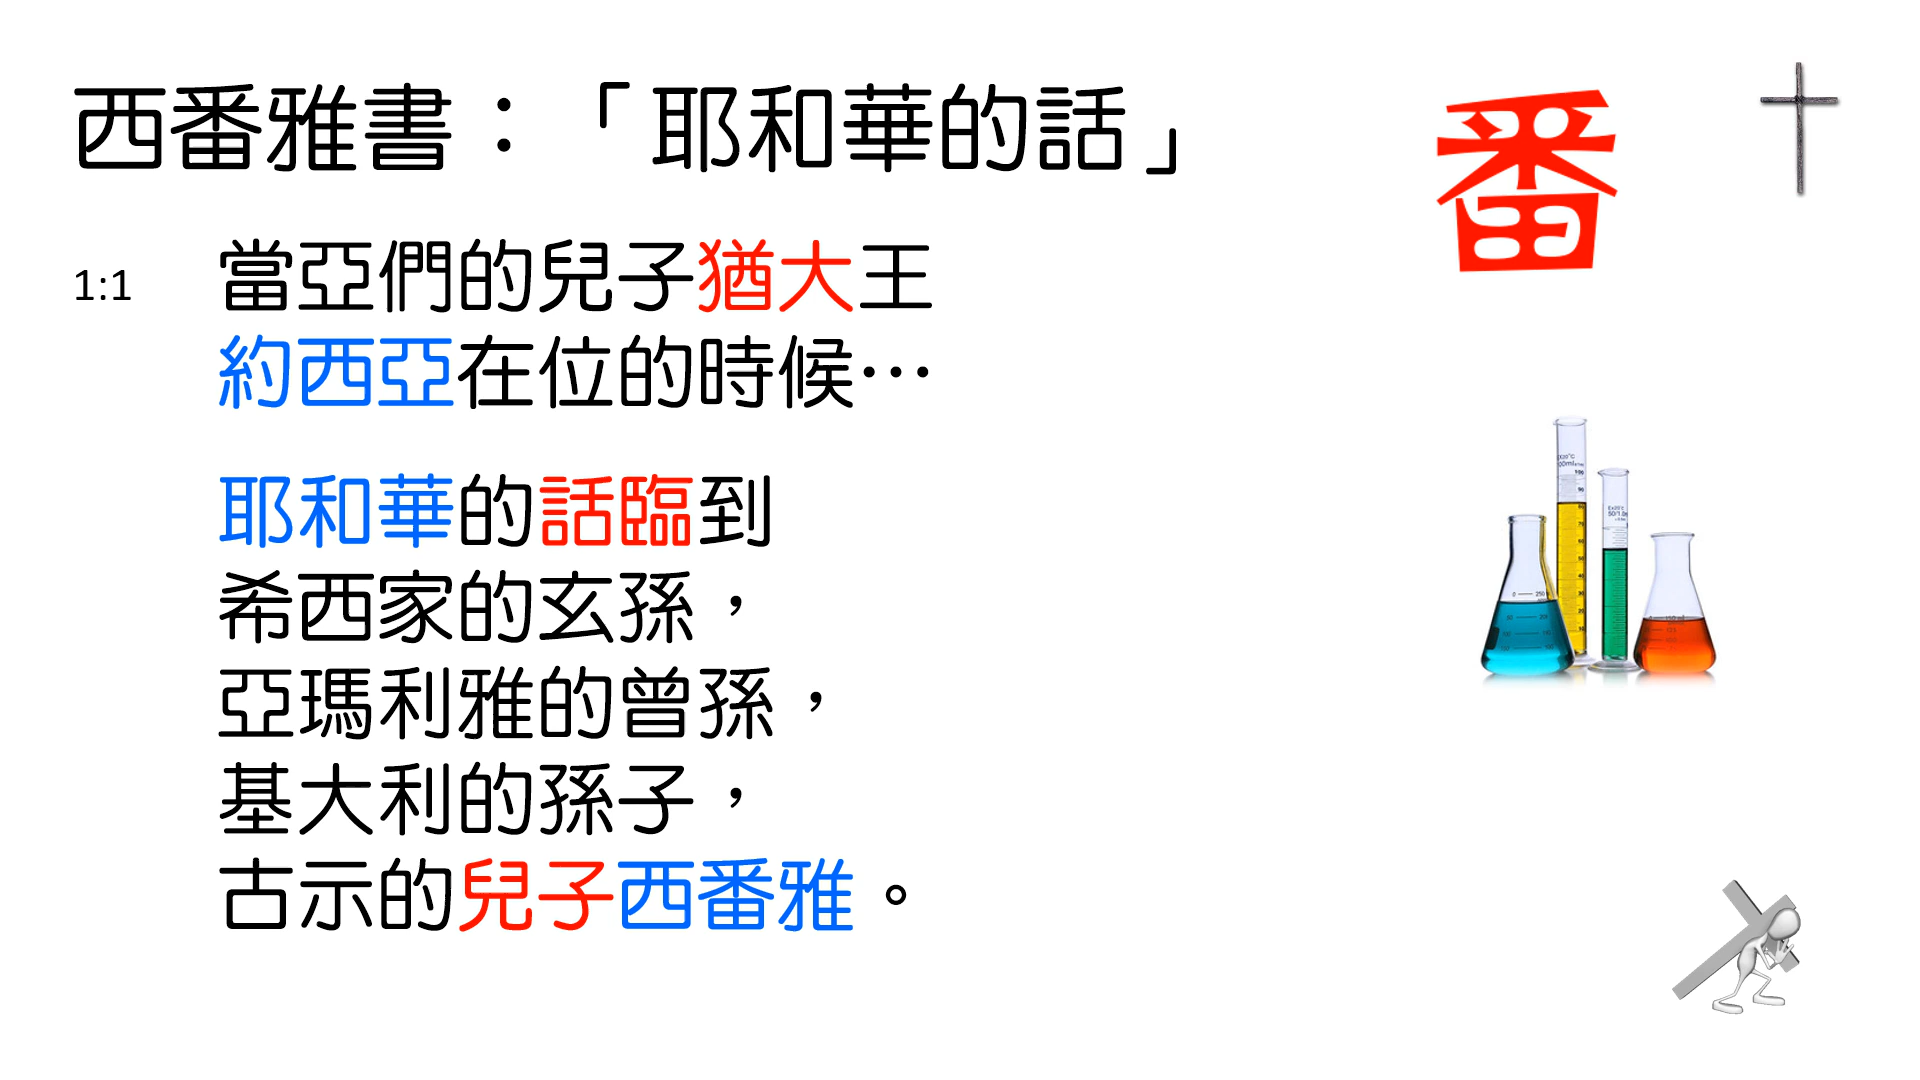 西番雅書：「耶和華的話」
番
1:1 當亞們的兒子猶大王
約西亞在位的時候…
耶和華的話臨到
希西家的玄孫，
亞瑪利雅的曾孫，
基大利的孫子，
古示的兒子西番雅。